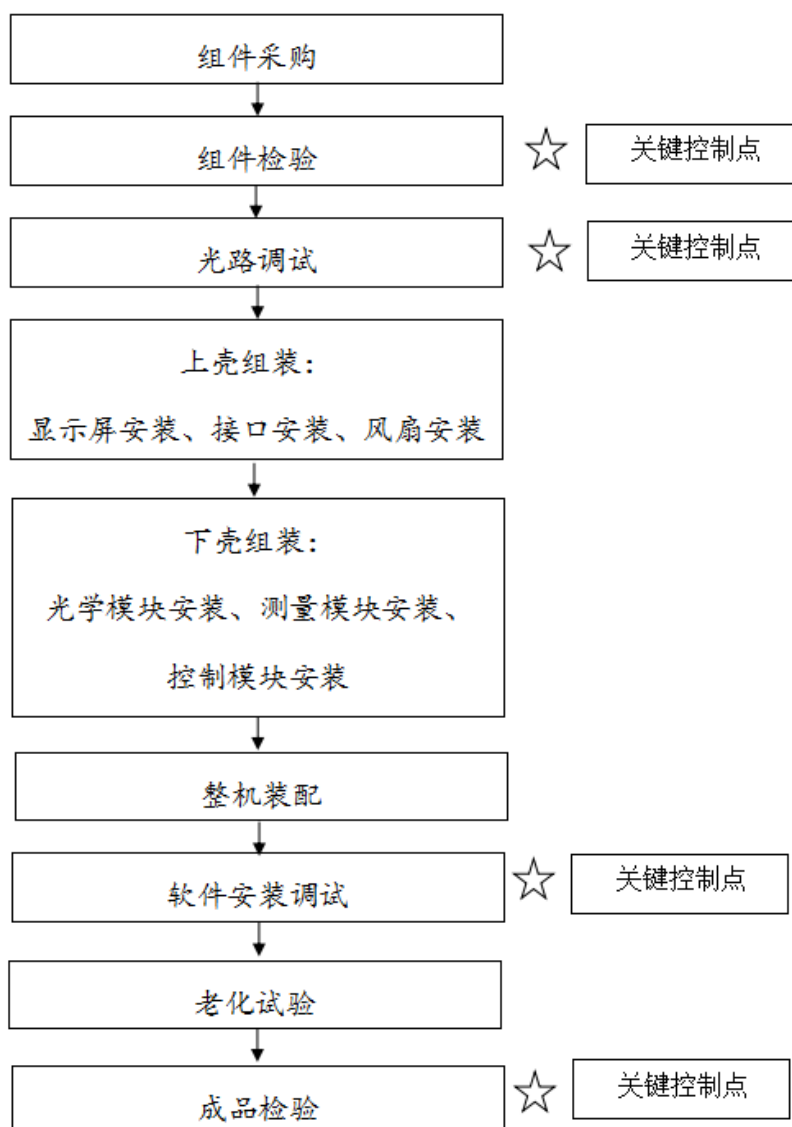 组件采购
组件检验
☆ 关键控制点
光路调试
☆ 关键控制点
上壳组装：
显示屏安装、接口安装、风扇安装
下壳组装：
光学模块安装、测量模块安装、
控制模块安装
整机装配
软件安装调试
☆ 关键控制点
老化试验
成品检验
☆ 关键控制点